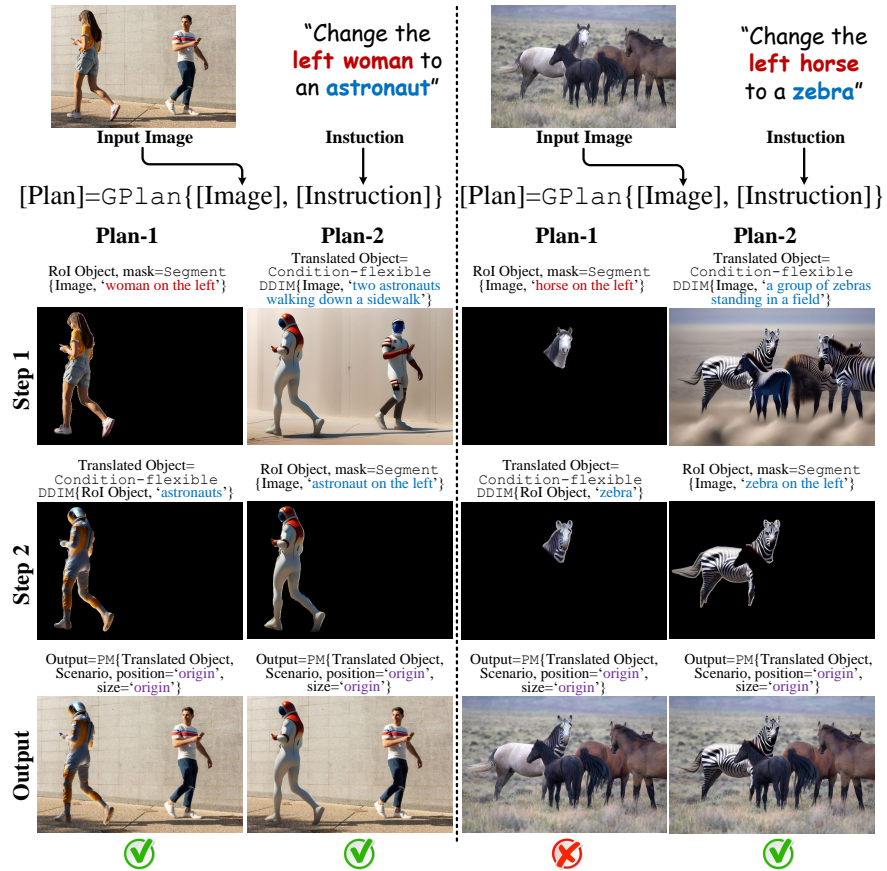 “Change the
left woman to
an astronaut”
Input Image
Instuction
[Plan]=GPlan{[Image], [Instruction]}
Plan-1
Plan-2
RoI Object, mask=Segment
{Image, ‘woman on the left’}
Translated Object=
Condition-flexible
DDIM{Image, ‘two astronauts
walking down a sidewalk’}
Step 1
Translated Object=
Condition-flexible
DDIM{RoI Object, ‘astronauts’}
RoI Object, mask=Segment
{Image, ‘astronaut on the left’}
Step 2
Output=PM{Translated Object,
Scenario, position=‘origin’,
size=‘origin’}
Output=PM{Translated Object,
Scenario, position=‘origin’,
size=‘origin’}
Output
“Change the
left horse
to a zebra”
Input Image
Instuction
[Plan]=GPlan{[Image], [Instruction]}
Plan-1
Plan-2
RoI Object, mask=Segment
{Image, ‘horse on the left’}
Translated Object=
Condition-flexible
DDIM{Image, ‘a group of zebras
standing in a field’}
Translated Object=
Condition-flexible
DDIM{RoI Object, ‘zebra’}
RoI Object, mask=Segment
{Image, ‘zebra on the left’}
Output=PM{Translated Object,
Scenario, position=‘origin’,
size=‘origin’}
Output=PM{Translated Object,
Scenario, position=‘origin’,
size=‘origin’}